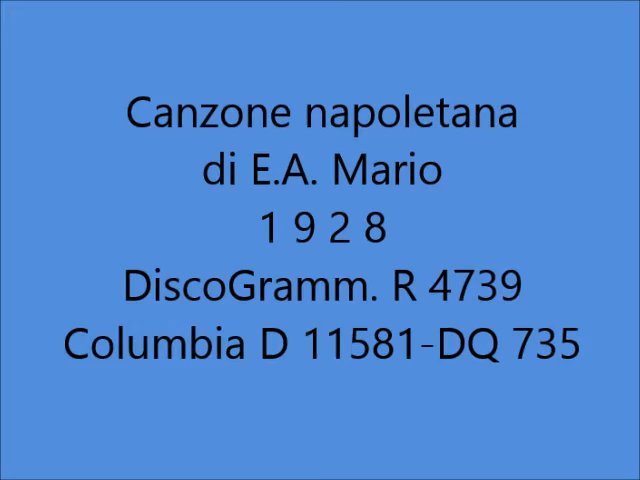 Canzone napoletana
di E.A. Mario
1 9 2 8
DiscoGramm. R 4739
Columbia D 11581-DQ 735